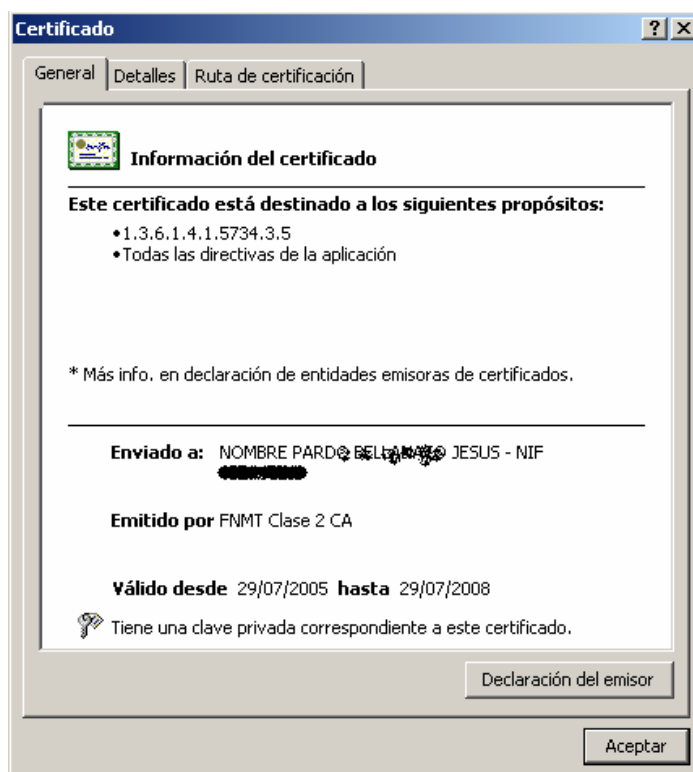 Certificado
General Detalles Ruta de certificación
Información del certificado
Este certificado está destinado a los siguientes propósitos:
•1.3.6.1.4.1.5734.3.5
•Todas las directivas de la aplicación
* Más info. en declaración de entidades emisoras de certificados.
Enviado a: NOMBRE JESUS - NIF
Emitido por FNMT Clase 2 CA
Válido desde 29/07/2005 hasta 29/07/2008
Tiene una clave privada correspondiente a este certificado.
Declaración del emisor
Aceptar